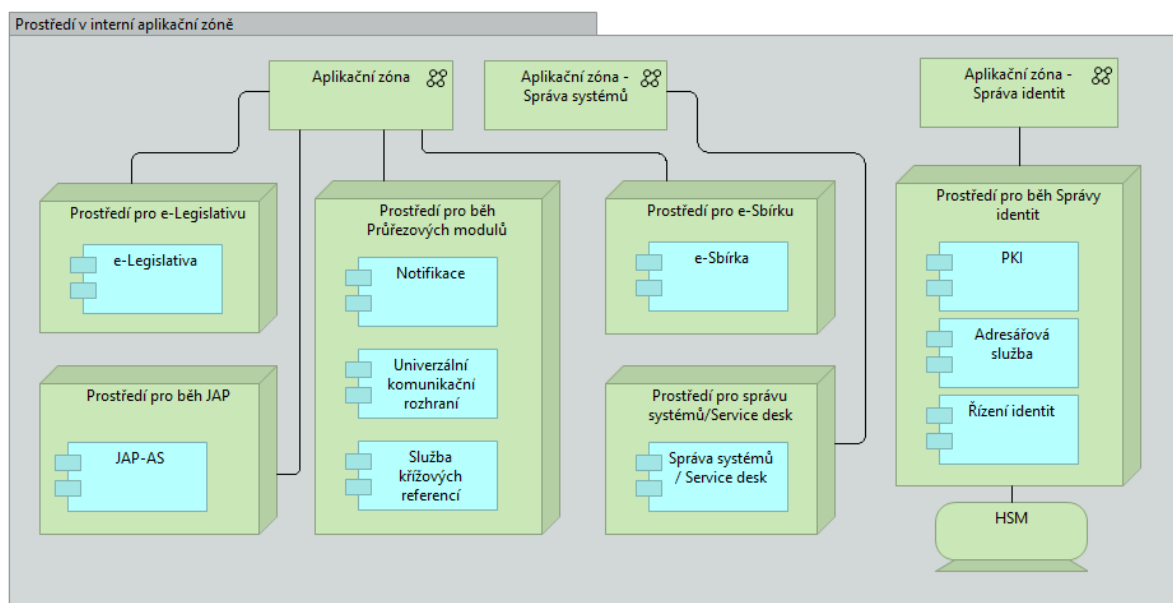 Prostředí v interní aplikační zóně
Aplikační zóna
Aplikační zóna -
Správa systémů
Aplikační zóna -
Správa identit
Prostředí pro e-Legislativu
e-Legislativa
Prostředí pro běh
Průřezových modulů
Notifikace
Univerzální
komunikační
rozhraní
Služba
křížových
referencí
Prostředí pro e-Sbírku
e-Sbírka
Prostředí pro běh Správy
identit
PKI
Adresářová
služba
Řízení identit
Prostředí pro běh JAP
JAP-AS
Prostředí pro správu
systémů/Service desk
Správa systémů
/ Service desk
HSM